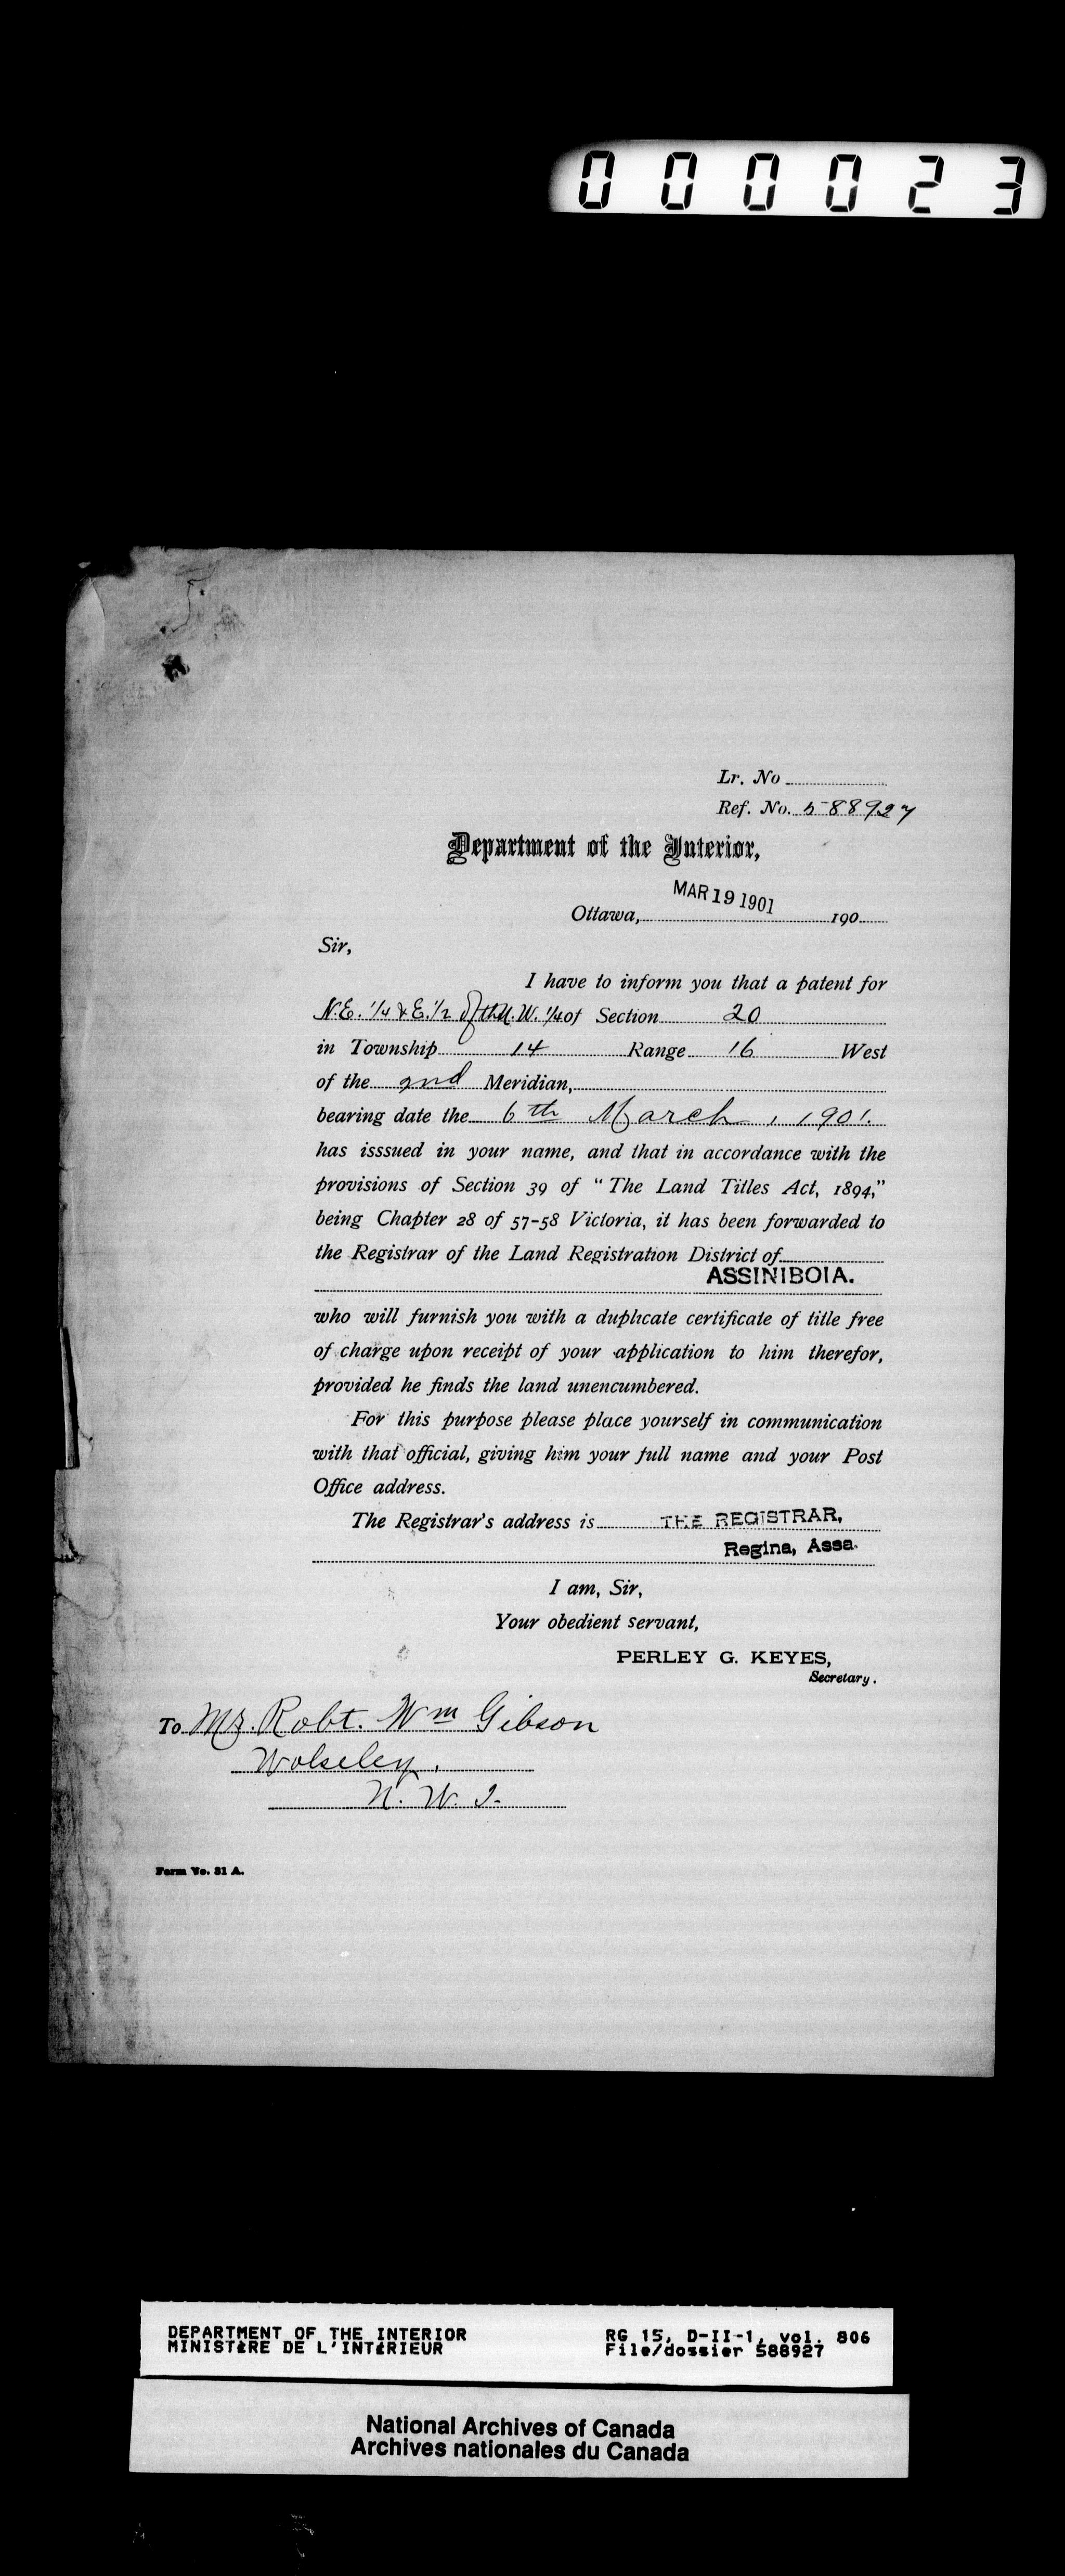 000023
Lr. No
Ref. No. 588927
Department of the Interior,
MAR 19 1901
Ottawa, 190
Sir,
I have to inform you that a patent for
N.E. 1/4 & E. 1/2 of the N.W. 1/4 of Section 20
in Township 14 Range 16 West
of the 2nd Meridian,
bearing date the 6th March, 1901.
has isssued in your name, and that in accordance with the
provisions of Section 39 of "The Land Titles Act, 1894,"
being Chapter 28 of 57-58 Victoria, it has been forwarded to
the Registrar of the Land Registration District of
ASSINIBOIA.
who will furnish you with a duplicate certificate of title free
of charge upon receipt of your application to him therefor,
provided he finds the land unencumbered.
For this purpose please place yourself in communication
with that official, giving him your full name and your Post
Office address.
The Registrar's address is THE REGISTRAR,
Regina, Assa.
I am, Sir,
Your obedient servant,
PERLEY G. KEYES,
Secretary.
To Mr. Robt. Wm Gibson
Wolseley,
N. W. T.
Form No. 31 A.
DEPARTMENT OF THE INTERIOR RG 15, D-II-1, vol. 806
MINISTÈRE DE L'INTÉRIEUR File/dossier 588927
National Archives of Canada
Archives nationales du Canada